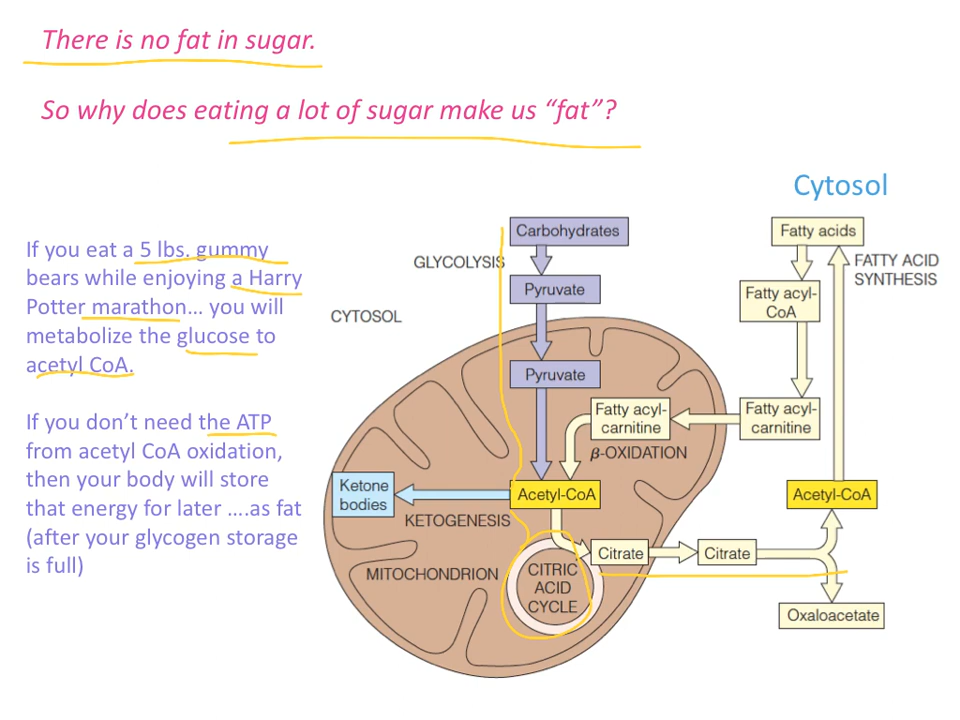 There is no fat in sugar.
So why does eating a lot of sugar make us “fat”?
Cytosol
If you eat a 5 lbs. gummy
bears while enjoying a Harry
Potter marathon… you will
metabolize the glucose to
acetyl CoA.
If you don’t need the ATP
from acetyl CoA oxidation,
then your body will store
that energy for later ….as fat
(after your glycogen storage
is full)
Carbohydrates
GLYCOLYSIS
Pyruvate
CYTOSOL
Pyruvate
Fatty acids
FATTY ACID
SYNTHESIS
Fatty acyl-
CoA
Fatty acyl-
carnitine
Fatty acyl-
carnitine
β-OXIDATION
Ketone
bodies
Acetyl-CoA
Acetyl-CoA
KETOGENESIS
Citrate
Citrate
MITOCHONDRION
CITRIC
ACID
CYCLE
Oxaloacetate